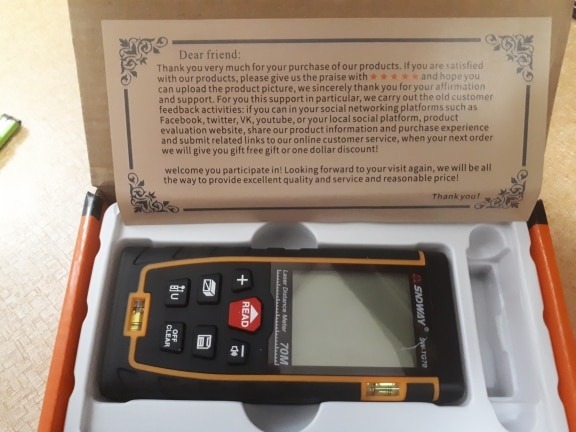 Dear friend:
Thank you very much for your purchase of our products. If you are satisfied
with our products, please give us the praise with ★★★★★ and hope you
can upload the product picture, we sincerely thank you for your affirmation
and support. For you this support in particular, we carry out the old customer
feedback activities: if you can in your social networking platforms such as
Facebook, twitter, VK, youtube, or your local social platform, product
evaluation website, share our product information and purchase experience
and submit related links to our online customer service, when your next order
we will give you gift free gift or one dollar discount!
welcome you participate in! Looking forward to your visit again, we will be all
the way to provide excellent quality and service and reasonable price!
Thank you!
SNDWAY®
SW-TG70
Laser Distance Meter 70M
READ
OFF
CLEAR